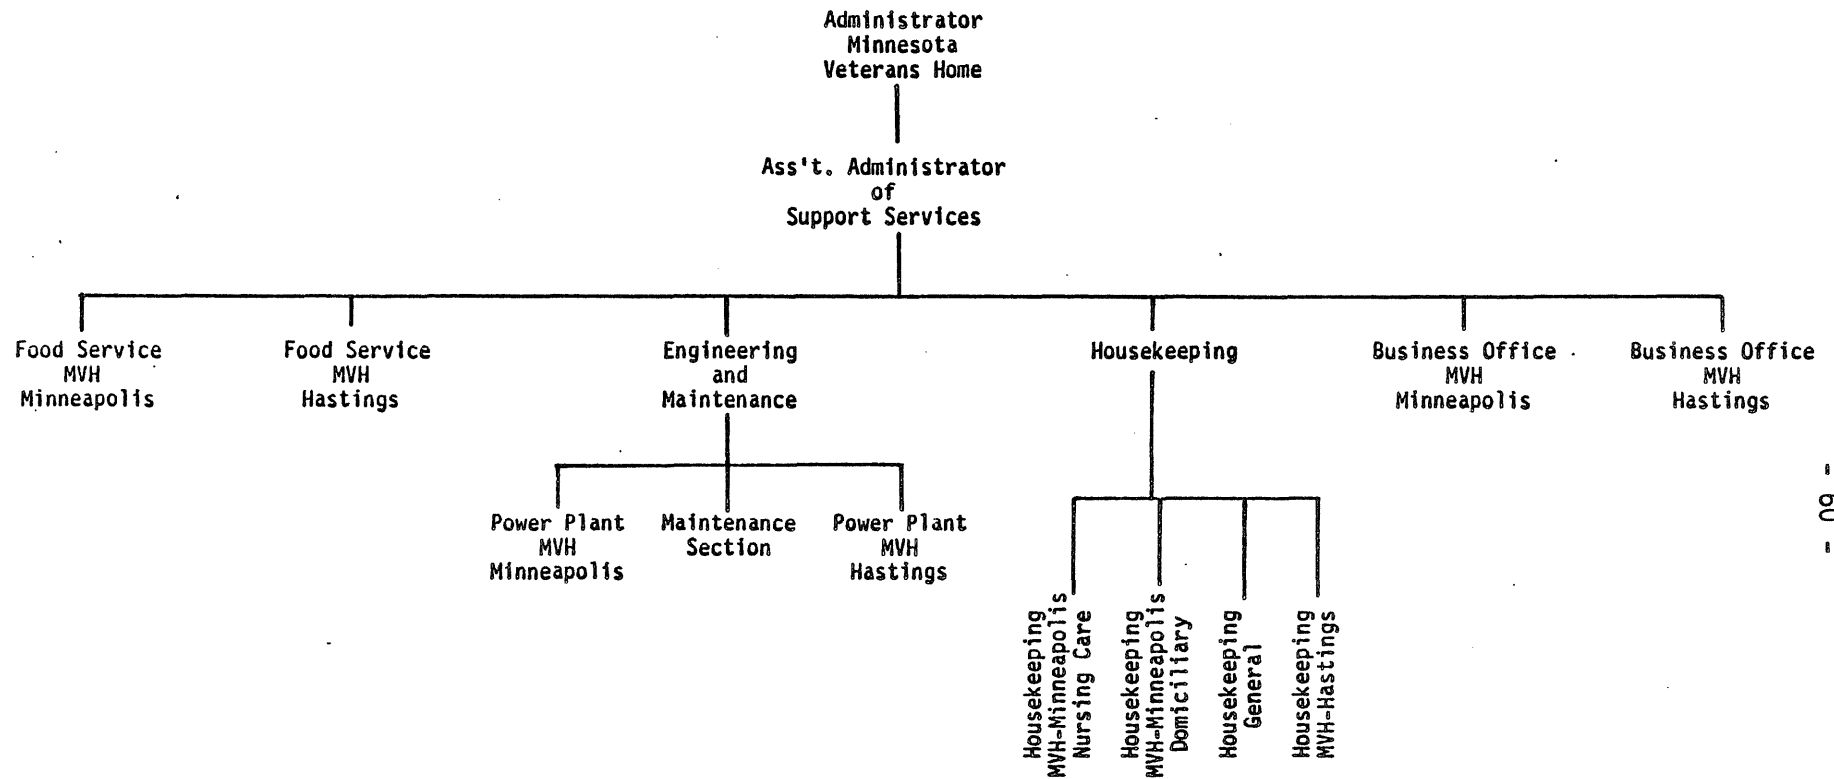 Administrator
Minnesota
Veterans Home
Ass't. Administrator
of
Support Services
Food Service
MVH
Minneapolis
Food Service
MVH
Hastings
Engineering
and
Maintenance
Housekeeping
Business Office
MVH
Minneapolis
Business Office
MVH
Hastings
Power Plant
MVH
Minneapolis
Maintenance
Section
Power Plant
MVH
Hastings
Housekeeping
MVH-Minneapolis
Nursing Care
Housekeeping
MVH-Minneapolis
Domiciliary
Housekeeping
General
Housekeeping
MVH-Hastings
- 60 -